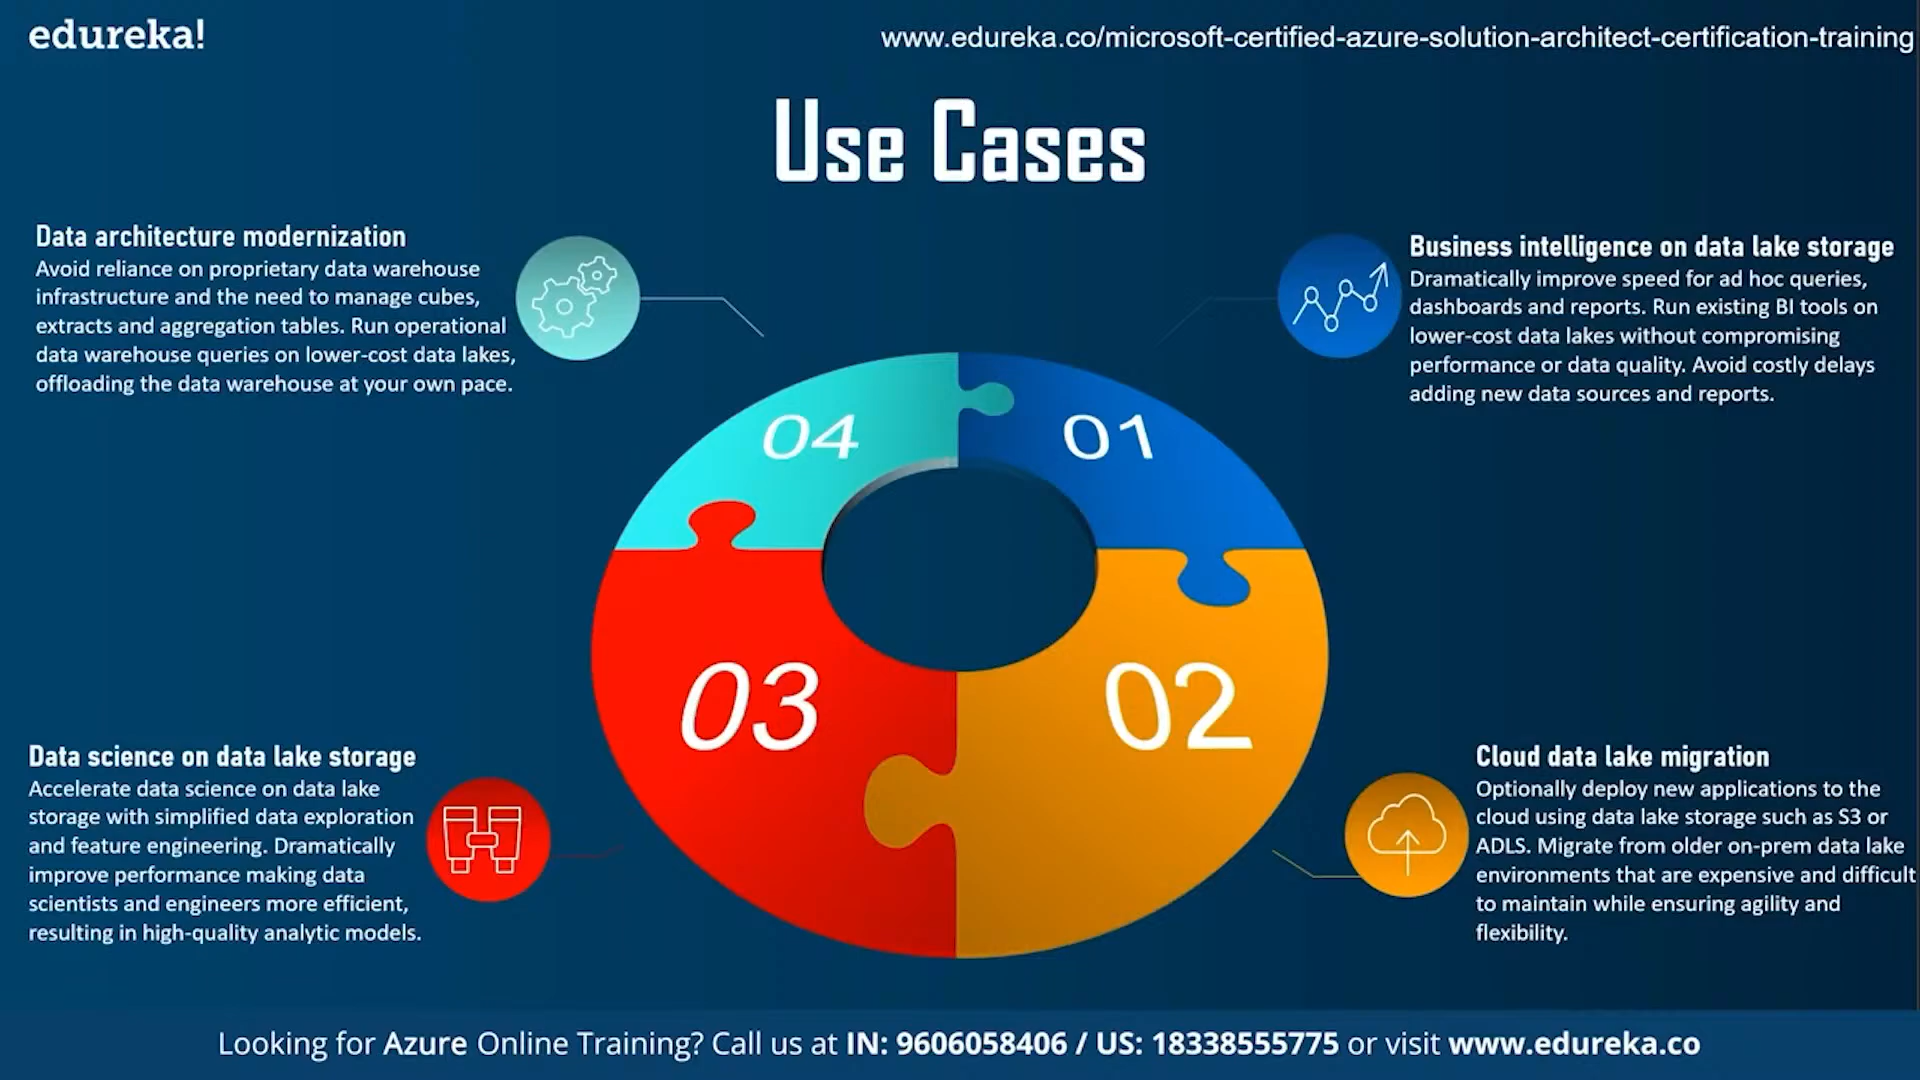 edureka!
www.edureka.co/microsoft-certified-azure-solution-architect-certification-training
Use Cases
Data architecture modernization
Avoid reliance on proprietary data warehouse
infrastructure and the need to manage cubes,
extracts and aggregation tables. Run operational
data warehouse queries on lower-cost data lakes,
offloading the data warehouse at your own pace.
Business intelligence on data lake storage
Dramatically improve speed for ad hoc queries,
dashboards and reports. Run existing BI tools on
lower-cost data lakes without compromising
performance or data quality. Avoid costly delays
adding new data sources and reports.
04
01
03
02
Data science on data lake storage
Accelerate data science on data lake
storage with simplified data exploration
and feature engineering. Dramatically
improve performance making data
scientists and engineers more efficient,
resulting in high-quality analytic models.
Cloud data lake migration
Optionally deploy new applications to the
cloud using data lake storage such as S3 or
ADLS. Migrate from older on-prem data lake
environments that are expensive and difficult
to maintain while ensuring agility and
flexibility.
Looking for Azure Online Training? Call us at IN: 9606058406 / US: 18338555775 or visit www.edureka.co